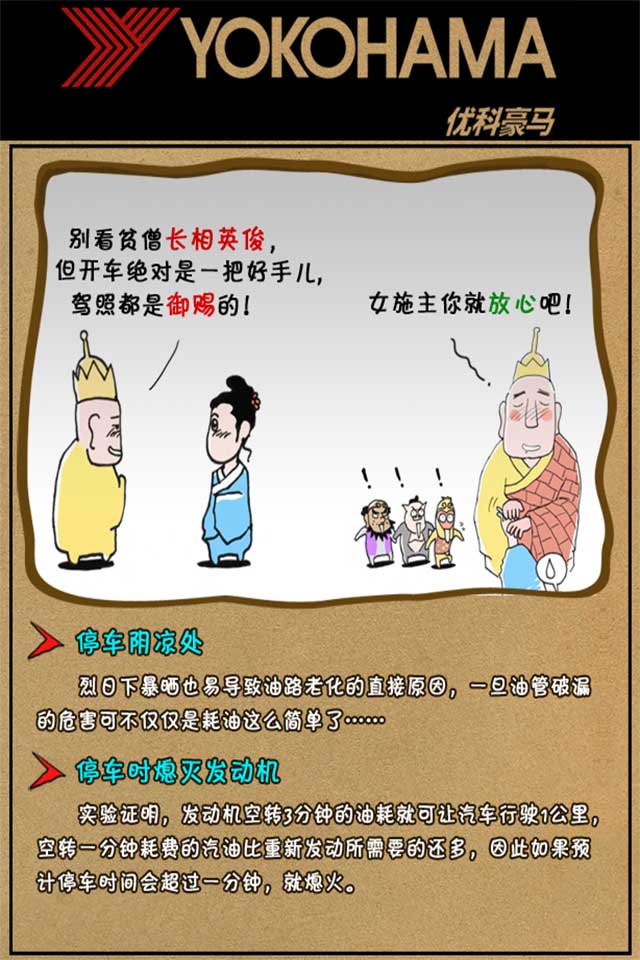 YOKOHAMA
优科豪马
别看贫僧长相英俊,
但开车绝对是一把好手儿,
驾照都是御赐的!
女施主你就放心吧!
! ! !
停车阴凉处
烈日下暴晒也易导致油路老化的直接原因，一旦油管破漏
的危害可不仅仅是耗油这么简单了……
停车时熄灭发动机
实验证明，发动机空转3分钟的油耗就可让汽车行驶1公里，
空转一分钟耗费的汽油比重新发动所需要的还多，因此如果预
计停车时间会超过一分钟，就熄火。